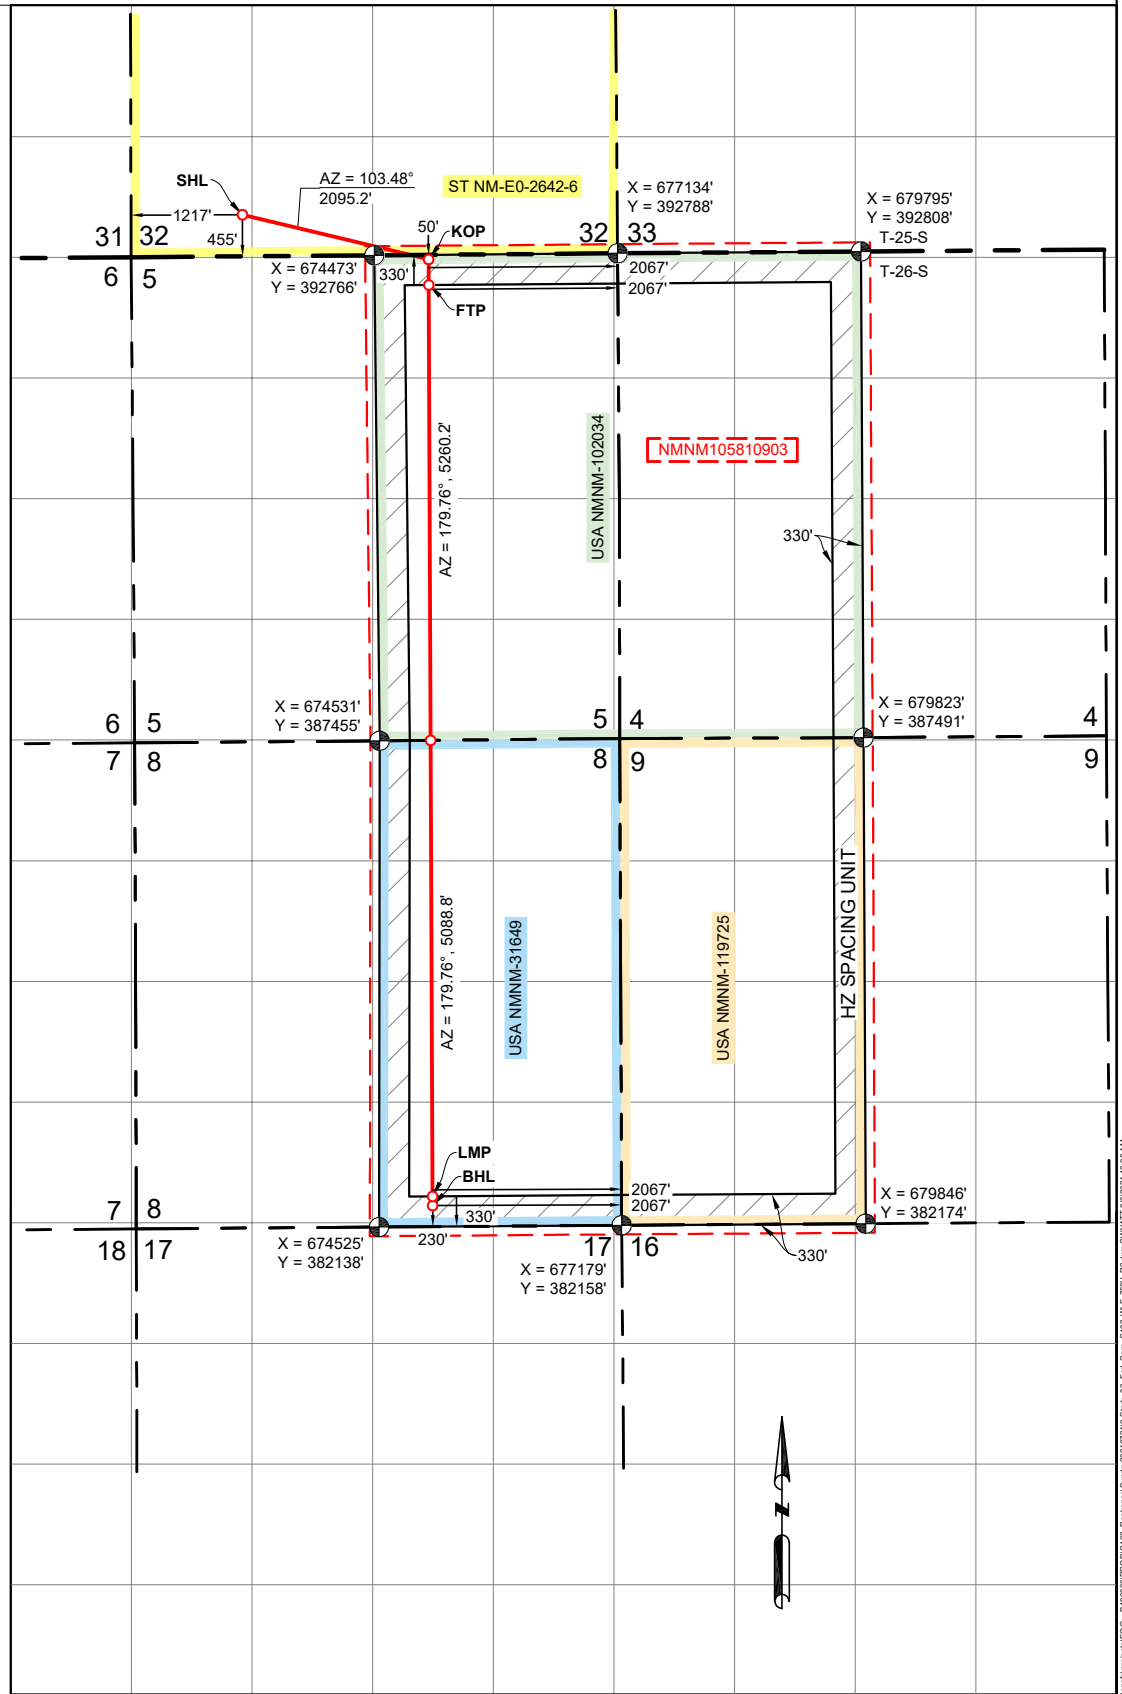 SHL
AZ = 103.48°
2095.2'
ST NM-E0-2642-6
X = 677134'
Y = 392788'
X = 679795'
Y = 392808'
1217'
455'
50'
KOP
31 32
32 33
T-25-S
6 5
X = 674473'
Y = 392766'
330'
2067'
T-26-S
2067'
FTP
AZ = 179.76°, 5260.2'
USA NMNM-102034
NMNM105810903
330'
X = 674531'
Y = 387455'
X = 679823'
Y = 387491'
6 5
5 4
4
7 8
8 9
9
AZ = 179.76°, 5088.8'
USA NMNM-31649
USA NMNM-119725
HZ SPACING UNIT
LMP
BHL
2067'
2067'
330'
230'
X = 679846'
Y = 382174'
7 8
18 17
X = 674525'
Y = 382138'
17 16
330'
X = 677179'
Y = 382158'
N